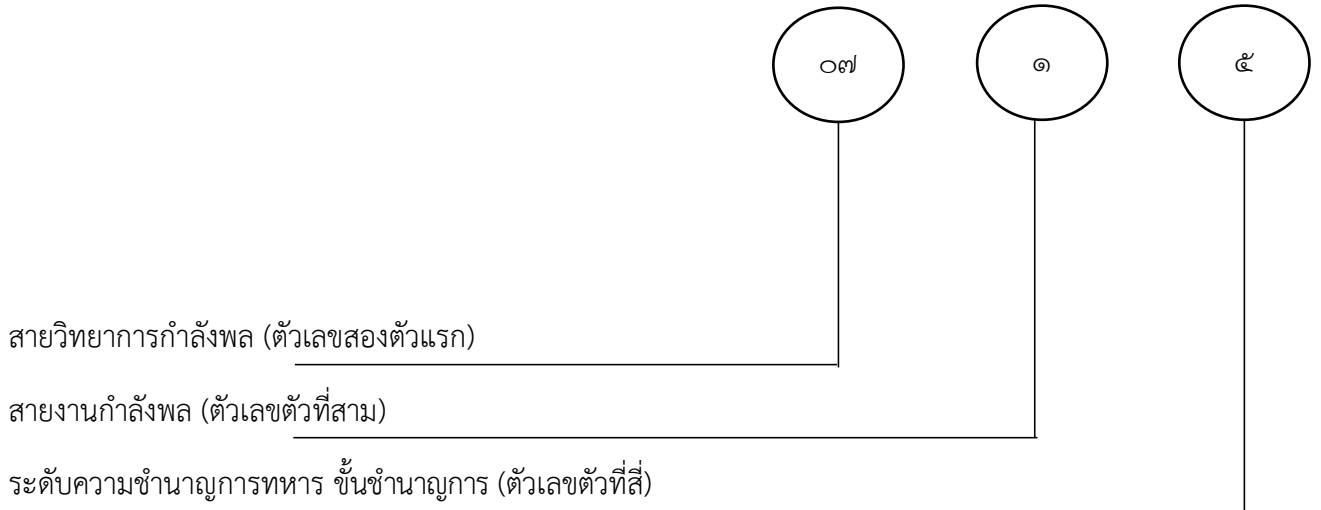 ๐๗ ๑ ๕
สายวิทยาการกำลังพล (ตัวเลขสองตัวแรก)
สายงานกำลังพล (ตัวเลขตัวที่สาม)
ระดับความชำนาญการทหาร ขั้นชำนาญการ (ตัวเลขตัวที่สี่)